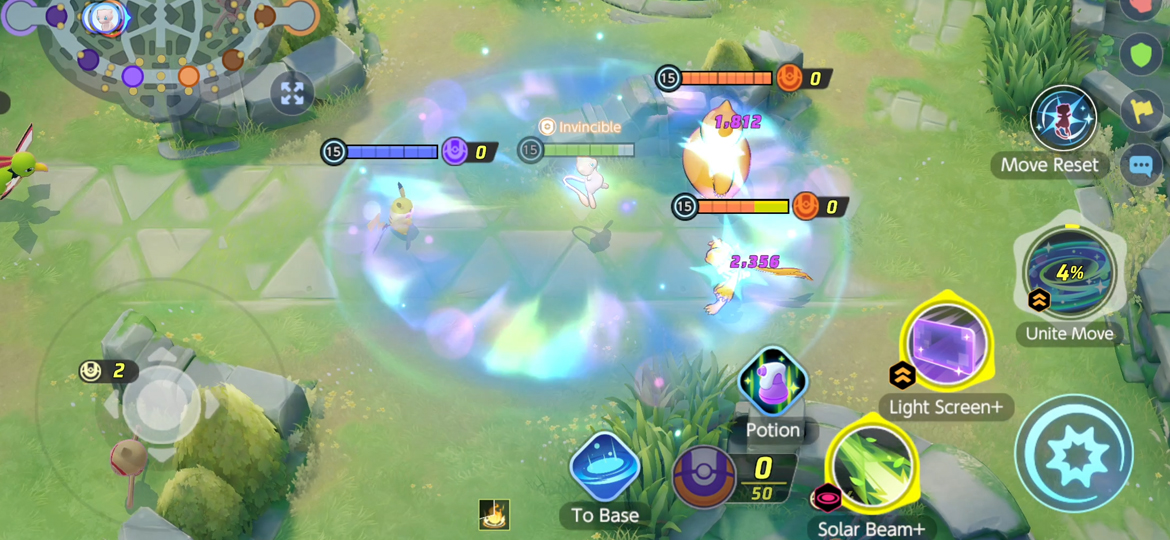 15
0
1,812
Invincible
15
0
15
Move Reset
15
0
2,356
4%
Unite Move
2
Light Screen+
Potion
0
50
To Base
Solar Beam+